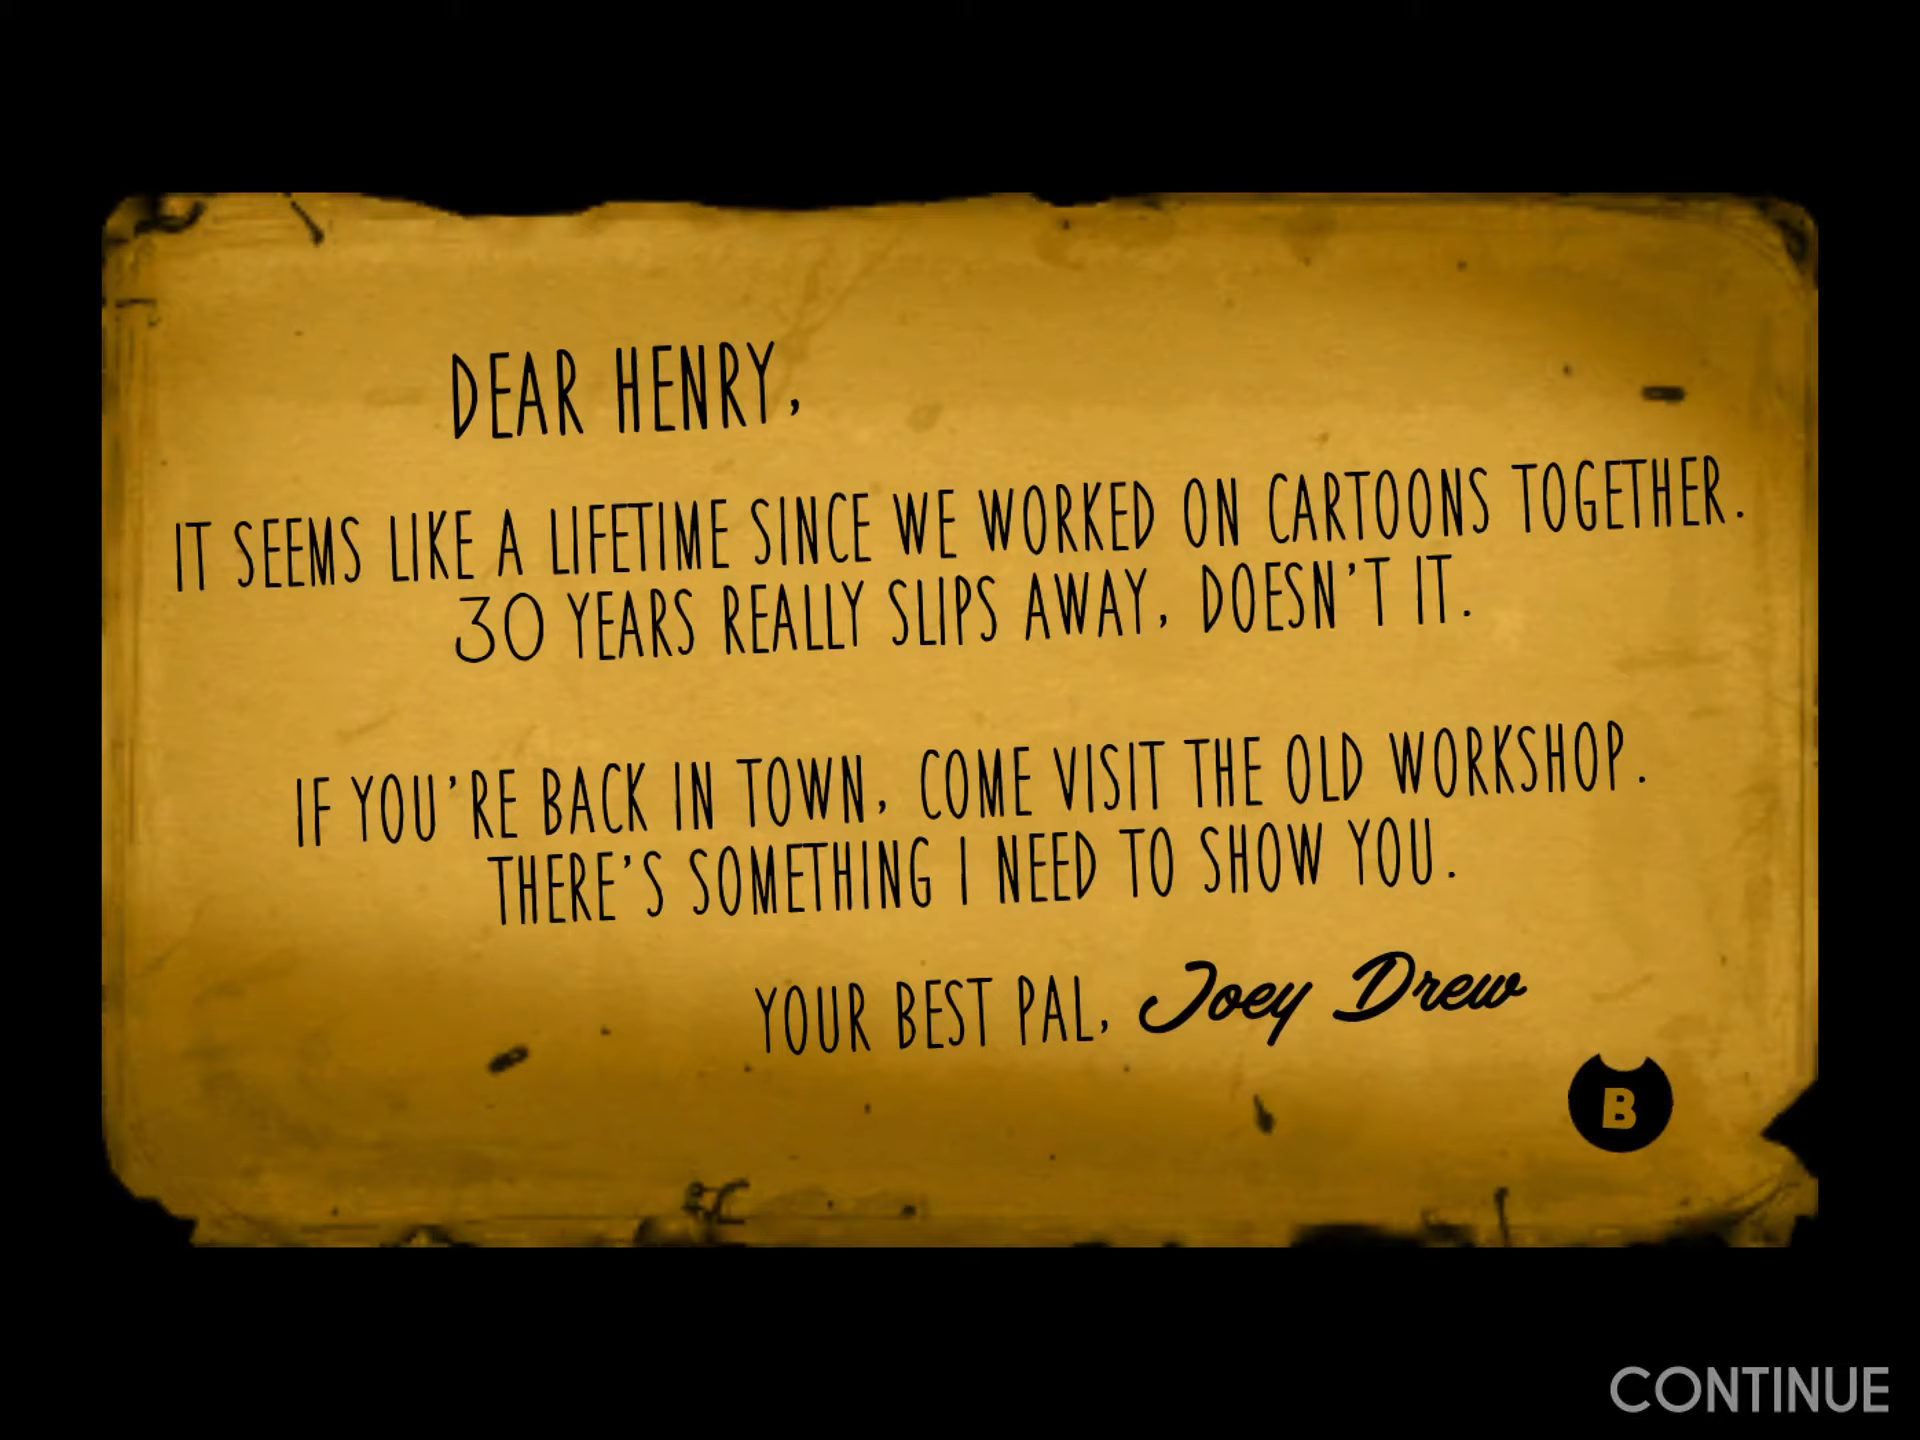 DEAR HENRY,
IT SEEMS LIKE A LIFETIME SINCE WE WORKED ON CARTOONS TOGETHER.
30 YEARS REALLY SLIPS AWAY, DOESN'T IT.
IF YOU'RE BACK IN TOWN, COME VISIT THE OLD WORKSHOP.
THERE'S SOMETHING I NEED TO SHOW YOU.
YOUR BEST PAL, Joey Drew
B
CONTINUE